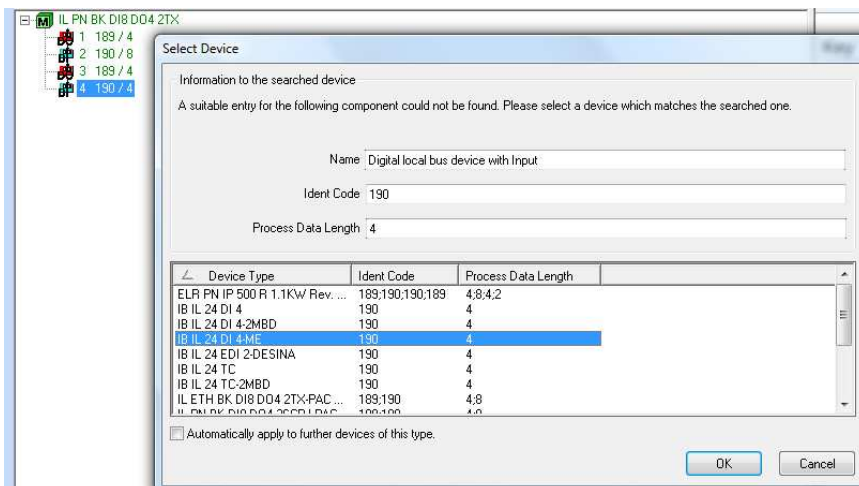 IL PN BK DI8 DO4 2TX
1 189 / 4
2 190 / 8
3 189 / 4
4 190 / 4
Select Device
Information to the searched device
A suitable entry for the following component could not be found. Please select a device which matches the searched one.
Name Digital local bus device with Input
Ident Code 190
Process Data Length 4
Device Type Ident Code Process Data Length
ELR PN IP 500 R 1.1KW Rev. ... 189;190;190;189 4;8;4;2
IB IL 24 DI 4 190 4
IB IL 24 DI 4-2MBD 190 4
IB IL 24 DI 4-ME 190 4
IB IL 24 EDI 2-DESINA 190 4
IB IL 24 TC 190 4
IB IL 24 TC-2MBD 190 4
IL ETH BK DI8 DO4 2TX-PAC ... 189;190 4;8
Automatically apply to further devices of this type.
OK Cancel